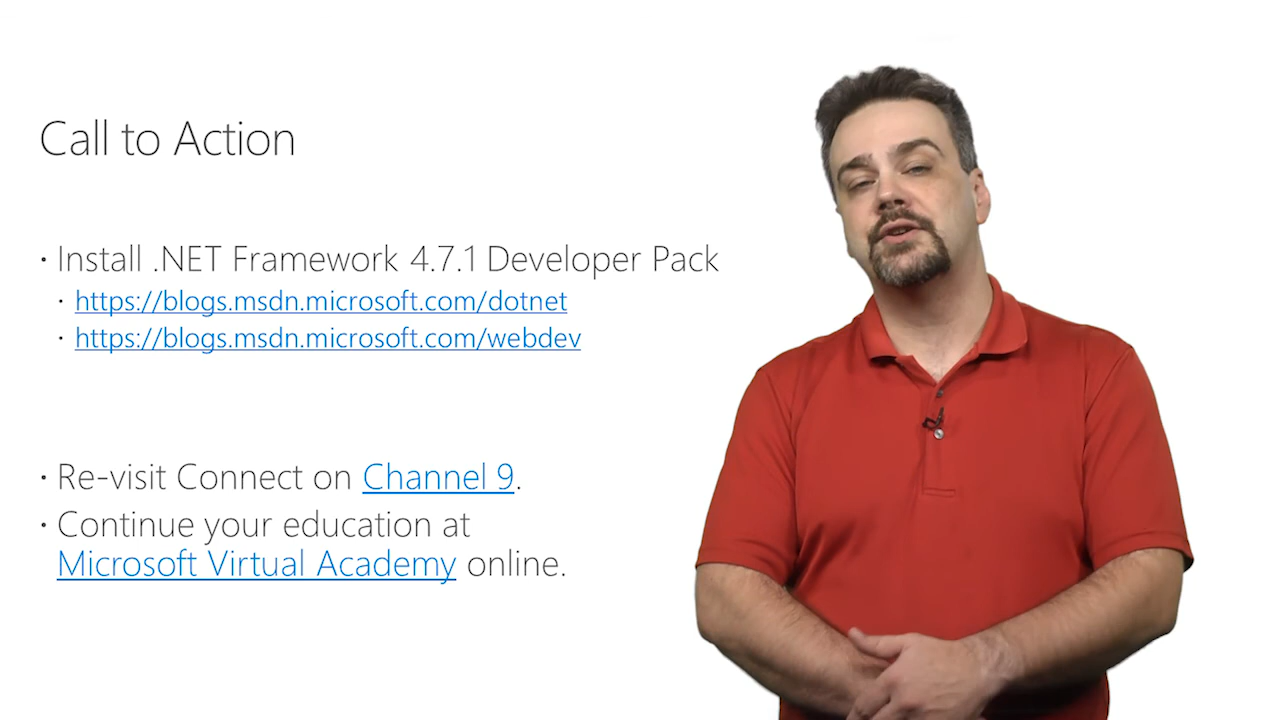 Call to Action
· Install .NET Framework 4.7.1 Developer Pack
· https://blogs.msdn.microsoft.com/dotnet
· https://blogs.msdn.microsoft.com/webdev
· Re-visit Connect on Channel 9.
· Continue your education at
Microsoft Virtual Academy online.